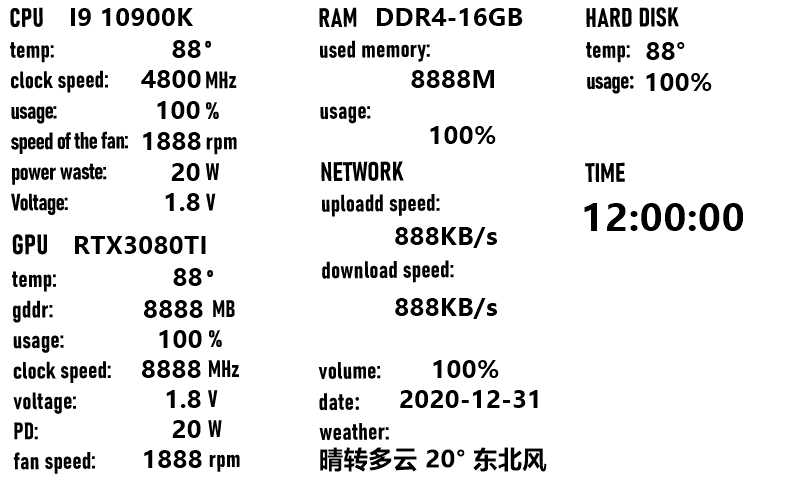 CPU I9 10900K
temp: 88°
clock speed: 4800 MHz
usage: 100 %
speed of the fan: 1888 rpm
power waste: 20 W
Voltage: 1.8 V
GPU RTX3080TI
temp: 88°
gddr: 8888 MB
usage: 100 %
clock speed: 8888 MHz
voltage: 1.8 V
PD: 20 W
fan speed: 1888 rpm
RAM DDR4-16GB
used memory:
8888M
usage:
100%
NETWORK
uploadd speed:
888KB/s
download speed:
888KB/s
volume: 100%
date: 2020-12-31
weather:
晴转多云 20° 东北风
HARD DISK
temp: 88°
usage: 100%
TIME
12:00:00